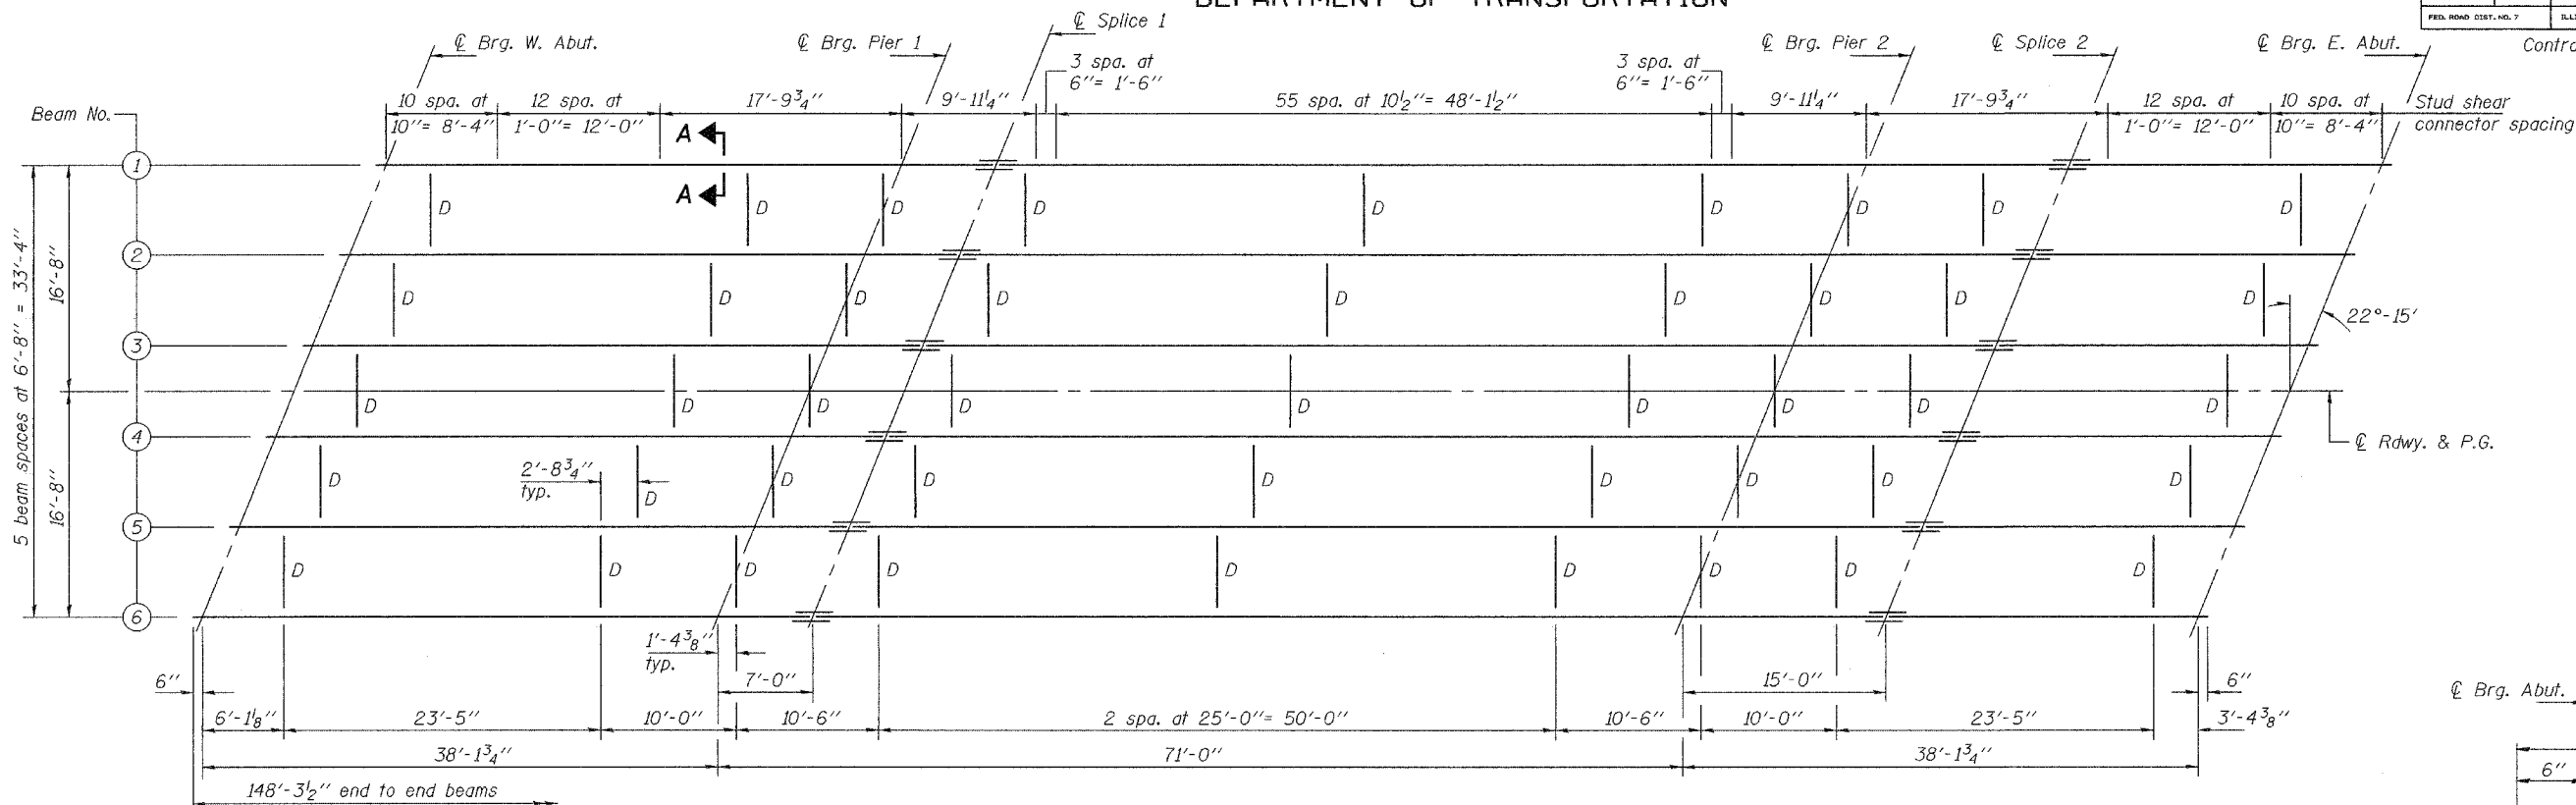 DEPARTMENT OF TRANSPORTATION
FED. ROAD DIST. NO. 7
℄ Splice 1
℄ Brg. W. Abut.
℄ Brg. Pier 1
℄ Brg. Pier 2
℄ Splice 2
℄ Brg. E. Abut.
3 spa. at
6"= 1'-6"
3 spa. at
6"= 1'-6"
Beam No.
10 spa. at
10"= 8'-4"
12 spa. at
1'-0"= 12'-0"
17'-9¾"
9'-11¼"
55 spa. at 10½"= 48'-1½"
9'-11¼"
17'-9¾"
12 spa. at
1'-0"= 12'-0"
10 spa. at
10"= 8'-4"
Stud shear
connector spacing
A
A
1
D D D D D D D D D
2
D D D D D D D D D
22°-15'
3
D D D D D D D D D
℄ Rdwy. & P.G.
4
2'-8¾"
typ.
D D D D D D D D D
5
D D D D D D D D D
6
5 beam spaces at 6'-8" = 33'-4"
16'-8"
16'-8"
1'-4⅜"
typ.
6"
7'-0"
15'-0"
6"
℄ Brg. Abut.
6'-1⅛"
23'-5"
10'-0"
10'-6"
2 spa. at 25'-0"= 50'-0"
10'-6"
10'-0"
23'-5"
3'-4⅜"
38'-1¾"
71'-0"
38'-1¾"
6"
148'-3½" end to end beams